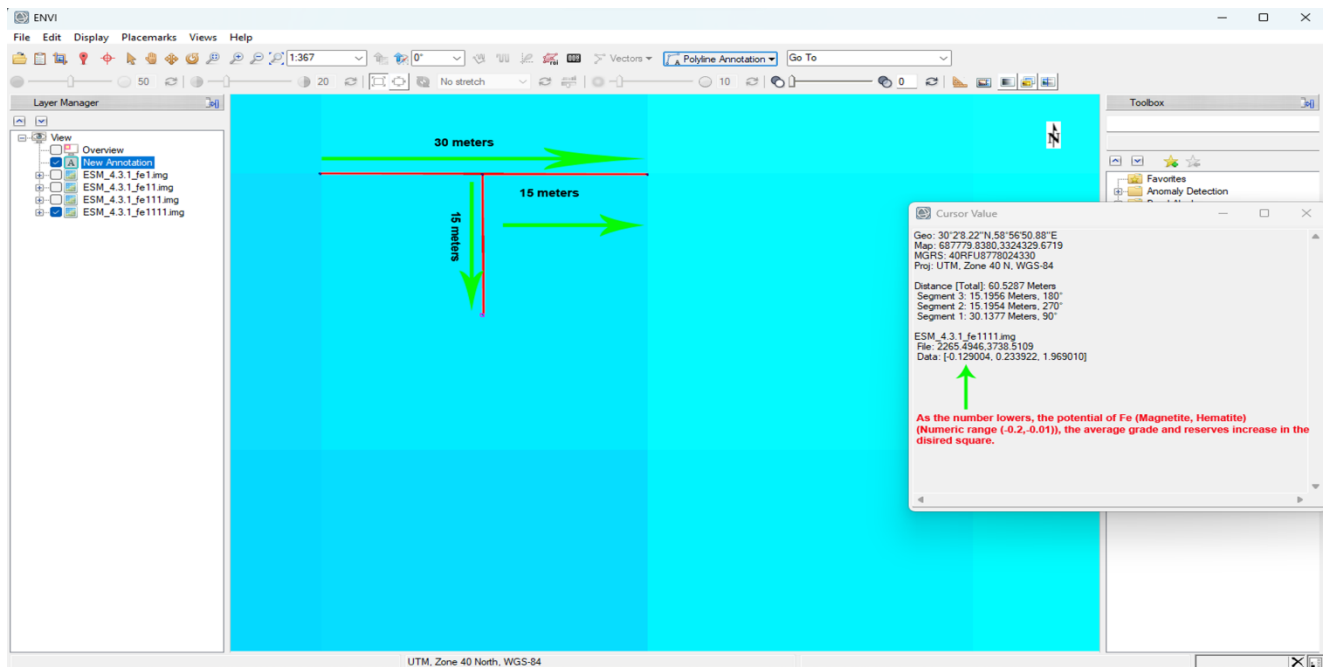 ENVI
File Edit Display Placemarks Views Help
1:367 0° Vectors Polyline Annotation Go To
50 20 No stretch 10 0
Layer Manager
Toolbox
View
Overview
New Annotation
ESM_4.3.1_fe1.img
ESM_4.3.1_fe11.img
ESM_4.3.1_fe111.img
ESM_4.3.1_fe1111.img
30 meters
N
15 meters
15 meters
Favorites
Anomaly Detection
Cursor Value
Geo: 30°2'8.22"N,58°56'50.88"E
Map: 687779.8380,3324329.6719
MGRS: 40RFU8778024330
Proj: UTM, Zone 40 N, WGS-84
Distance [Total]: 60.5287 Meters
Segment 3: 15.1956 Meters, 180°
Segment 2: 15.1954 Meters, 270°
Segment 1: 30.1377 Meters, 90°
ESM_4.3.1_fe1111.img
File: 2265.4946,3738.5109
Data: [-0.129004, 0.233922, 1.969010]
As the number lowers, the potential of Fe (Magnetite, Hematite)
(Numeric range (-0.2,-0.01)), the average grade and reserves increase in the
disired square.
UTM, Zone 40 North, WGS-84